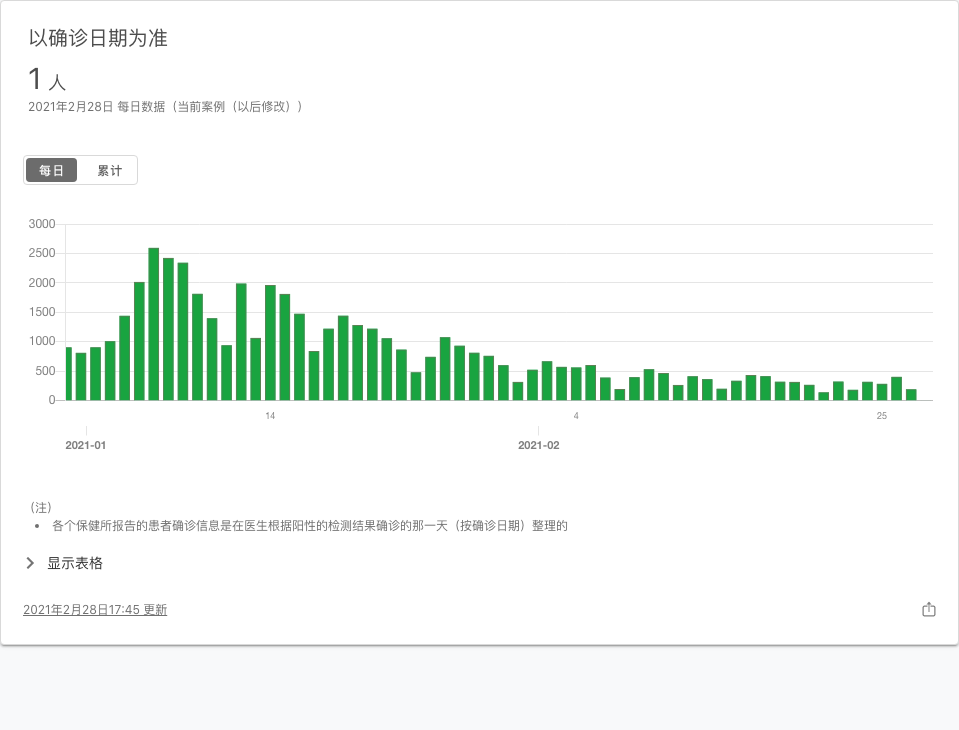 以确诊日期为准
1 人
2021年2月28日 每日数据（当前案例（以后修改））
每日 累计
3000
2500
2000
1500
1000
500
0
14 4 25
2021-01 2021-02
（注）
• 各个保健所报告的患者确诊信息是在医生根据阳性的检测结果确诊的那一天（按确诊日期）整理的
显示表格
2021年2月28日17:45 更新